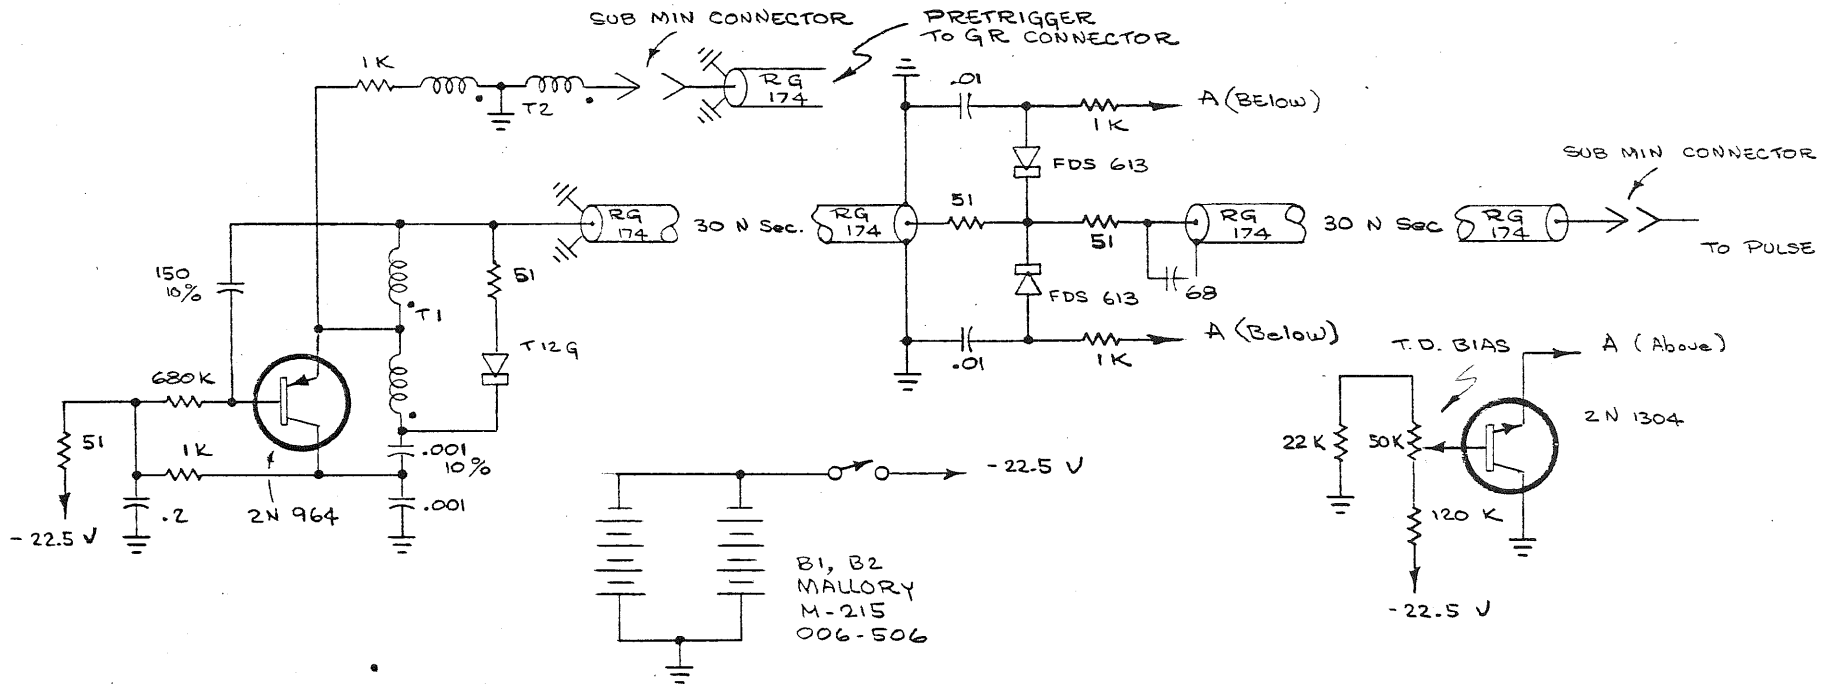 SUB MIN CONNECTOR
PRETRIGGER
TO GR CONNECTOR
1K
T2
RG
174
.01
1K
A (BElow)
FDS 613
SUB MIN CONNECTOR
RG
174
30 N Sec.
RG
174
51
51
RG
174
30 N Sec
RG
174
TO PULSE
150
10%
51
T1
68
FDS 613
T12G
.01
1K
A (Below)
T.D. BIAS
A (Above)
680K
51
1K
.001
10%
.2
2N 964
.001
-22.5 V
-22.5 V
22K
50K
2N 1304
120 K
-22.5 V
B1, B2
MALLORY
M-215
006-506